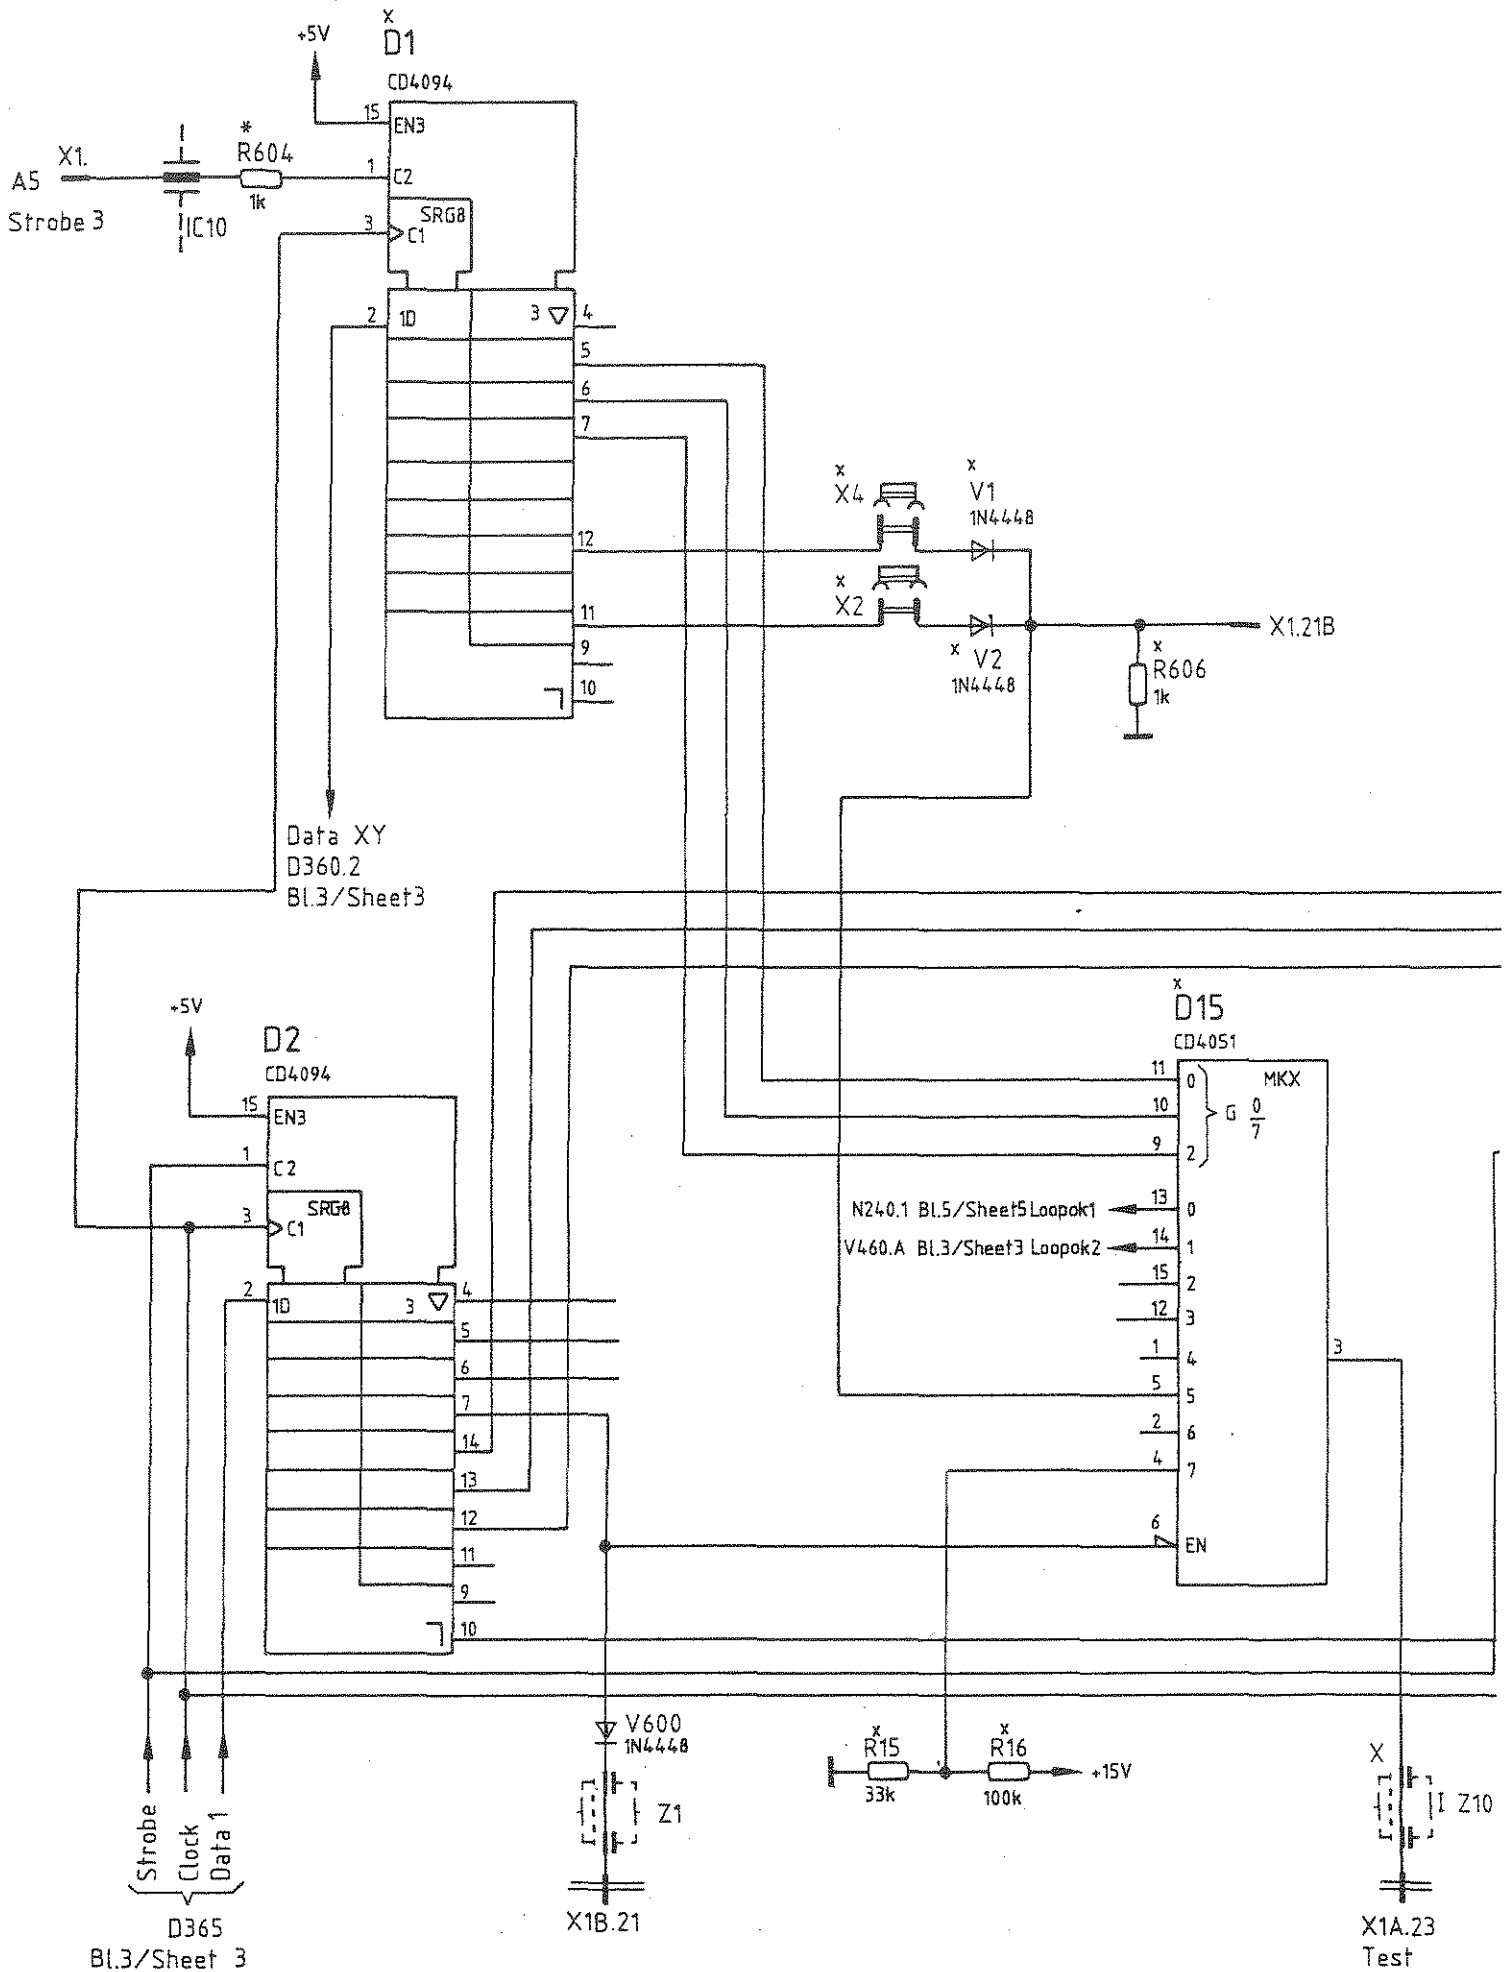 x
D1
+5V
CD4094
15
EN3
X1.
*
R604
1
C2
A5
1k
Strobe 3
IC10
SRG8
3
C1
2
1D
3
4
5
6
7
x
X4
x
V1
1N4448
12
x
X2
11
X1.21B
x
V2
1N4448
x
R606
1k
9
10
Data XY
D360.2
Bl.3/Sheet3
+5V
D2
CD4094
x
D15
CD4051
15
EN3
11
0
MKX
10
G 0/7
9
2
1
C2
SRG8
3
C1
N240.1 Bl.5/Sheet5 Loopok1
13
0
V460.A Bl.3/Sheet3 Loopok2
14
1
15
2
12
3
1
4
3
5
5
2
6
4
7
6
EN
2
1D
3
4
5
6
7
14
13
12
11
9
10
V600
1N4448
x
R15
33k
x
R16
100k
+15V
X
Z1
I Z10
Strobe
Clock
Data 1
D365
Bl.3/Sheet 3
X1B.21
X1A.23
Test